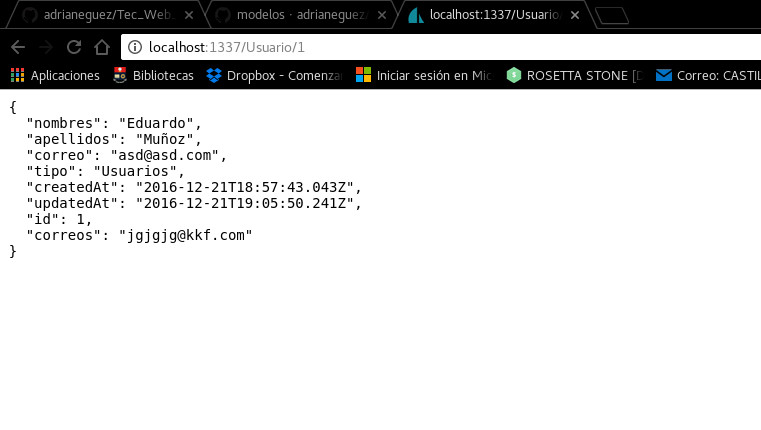 adrianeguez/Tec_Web
modelos · adrianeguez/
localhost:1337/Usuario
localhost:1337/Usuario/1
Aplicaciones Bibliotecas Dropbox - Comenza Iniciar sesión en Mic ROSETTA STONE [D Correo: CASTIL
{
"nombres": "Eduardo",
"apellidos": "Muñoz",
"correo": "asd@asd.com",
"tipo": "Usuarios",
"createdAt": "2016-12-21T18:57:43.043Z",
"updatedAt": "2016-12-21T19:05:50.241Z",
"id": 1,
"correos": "jgjgjg@kkf.com"
}